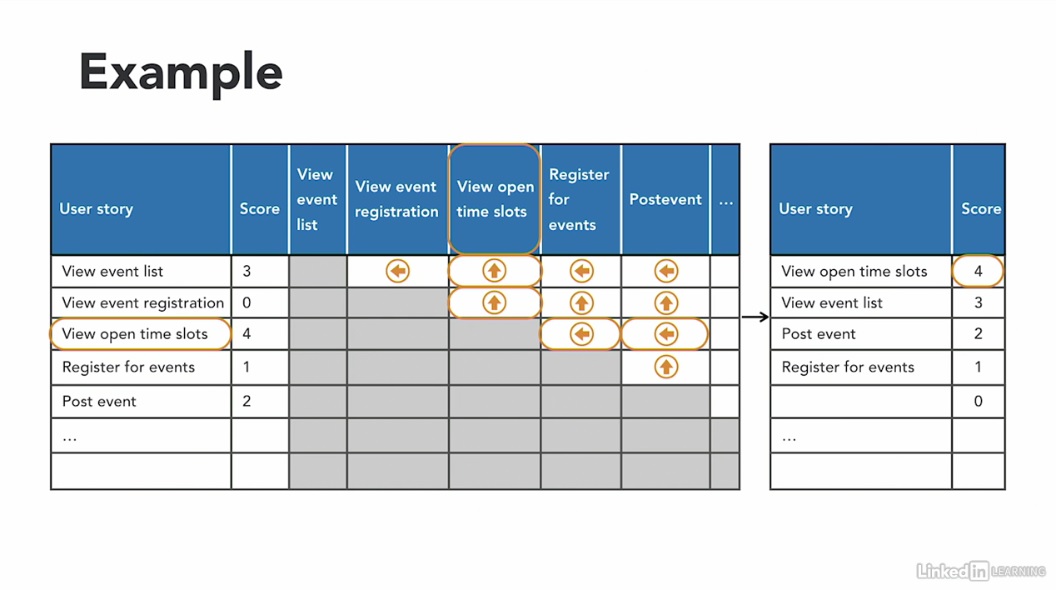 Example
User story Score View event list View event registration View open time slots Register for events Postevent ...
View event list 3
View event registration 0
View open time slots 4
Register for events 1
Post event 2
...
User story Score
View open time slots 4
View event list 3
Post event 2
Register for events 1
0
...
Linked in LEARNING